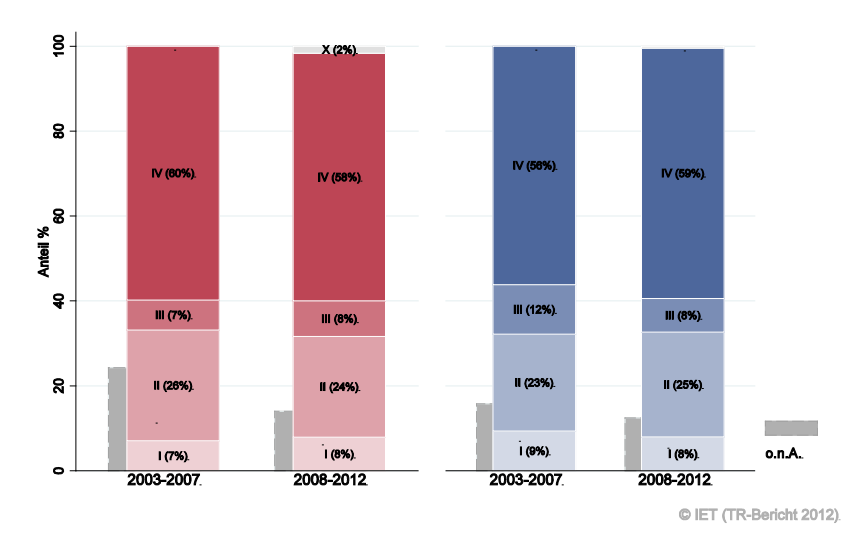 100
80
60
40
20
0
Anteil %
X (2%).
IV (60%).
IV (58%).
IV (56%).
IV (59%).
III (7%).
III (8%).
III (12%).
III (8%).
II (26%).
II (24%).
II (23%).
II (25%).
I (7%).
I (8%).
I (9%).
I (8%).
2003-2007.
2008-2012.
2003-2007.
2008-2012.
o.n.A..
© IET (TR-Bericht 2012).